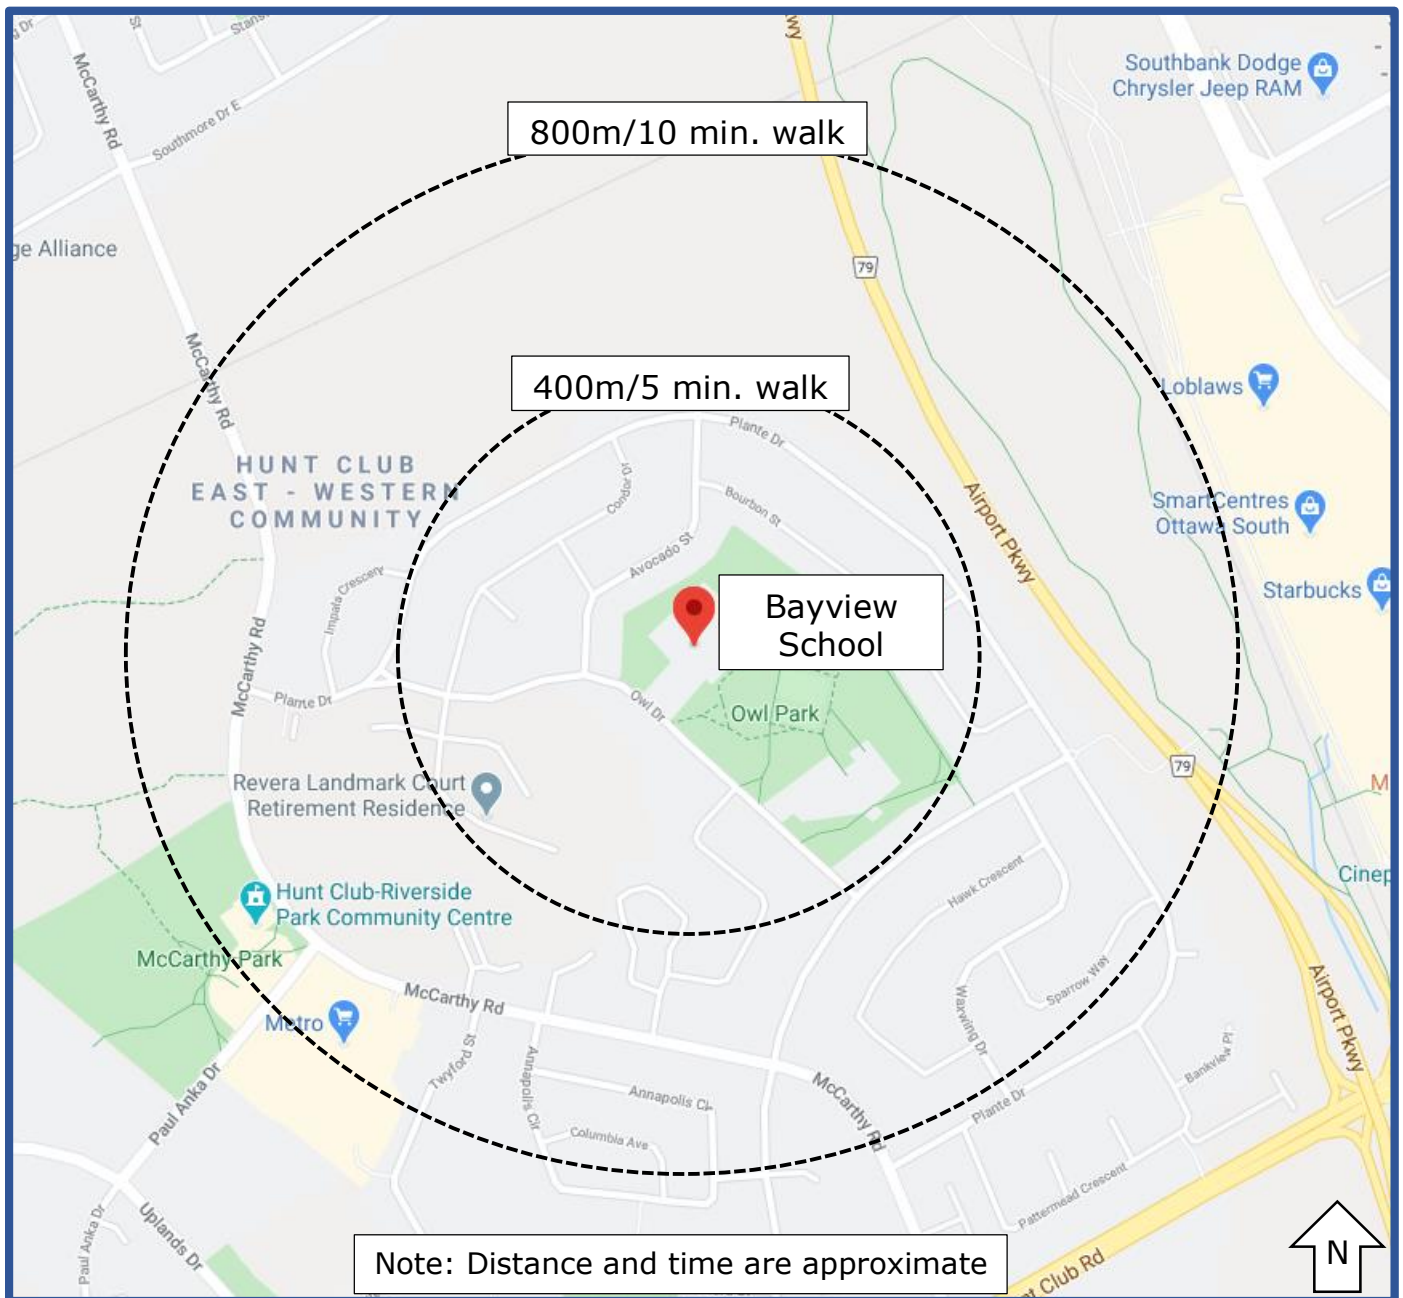 McCarthy Rd
Southmore Dr E
Southbank Dodge
Chrysler Jeep RAM
800m/10 min. walk
ge Alliance
79
McCarthy Rd
400m/5 min. walk
Loblaws
Plante Dr
HUNT CLUB
EAST - WESTERN
COMMUNITY
Condor Dr
Bourbon St
Airport Pkwy
SmartCentres
Ottawa South
Avocado St
Impala Crescent
Starbucks
Bayview
School
McCarthy Rd
Plante Dr
Owl Dr
Owl Park
79
Revera Landmark Court
Retirement Residence
Hawk Crescent
Cinep
Hunt Club-Riverside
Park Community Centre
McCarthy Park
McCarthy Rd
Sparrow Way
Airport Pkwy
Metro
Waxwing Dr
Twyford St
Annapolis Cir
Bankview Pl
Annapolis Cir
McCarthy Rd
Plante Dr
Paul Anka Dr
Columbia Ave
Pattermead Crescent
Paul Anka Dr
Uplands Dr
Note: Distance and time are approximate
nt Club Rd
N